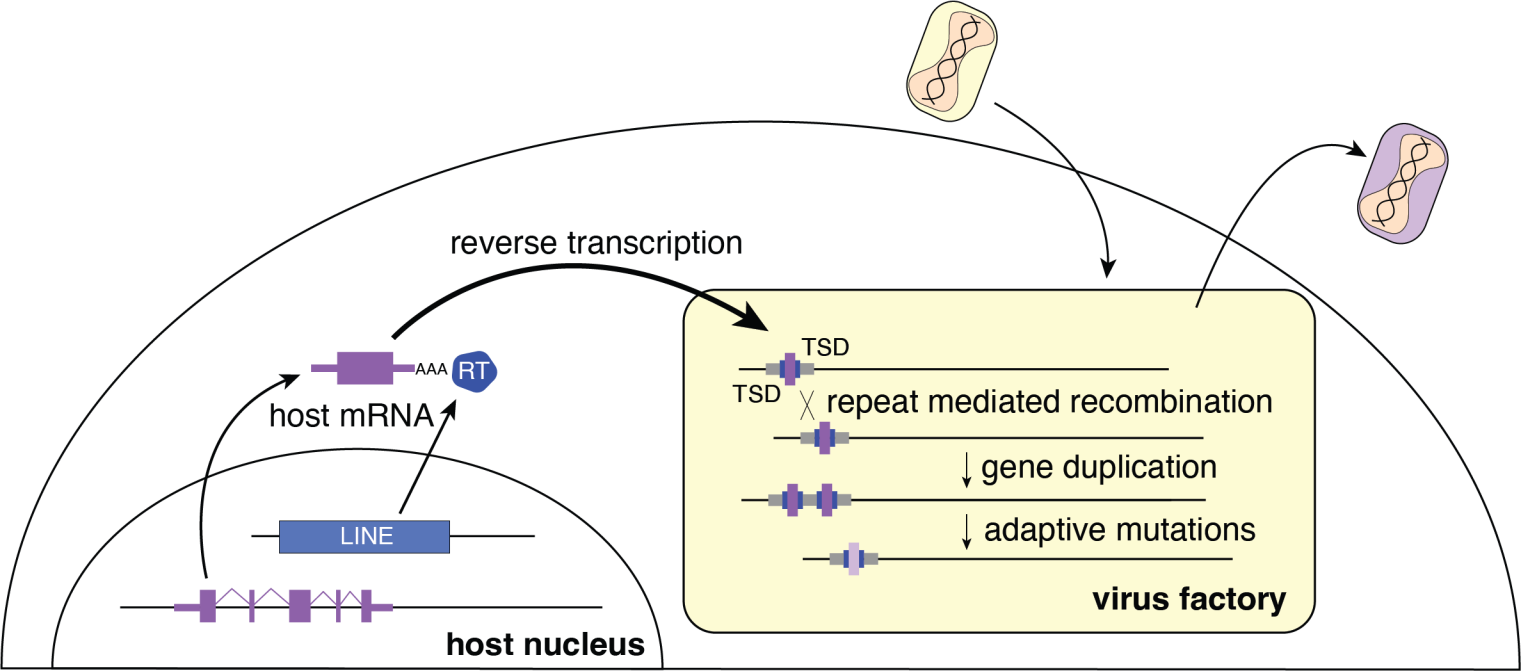 reverse transcription
TSD
AAA
RT
TSD
repeat mediated recombination
host mRNA
gene duplication
LINE
adaptive mutations
virus factory
host nucleus